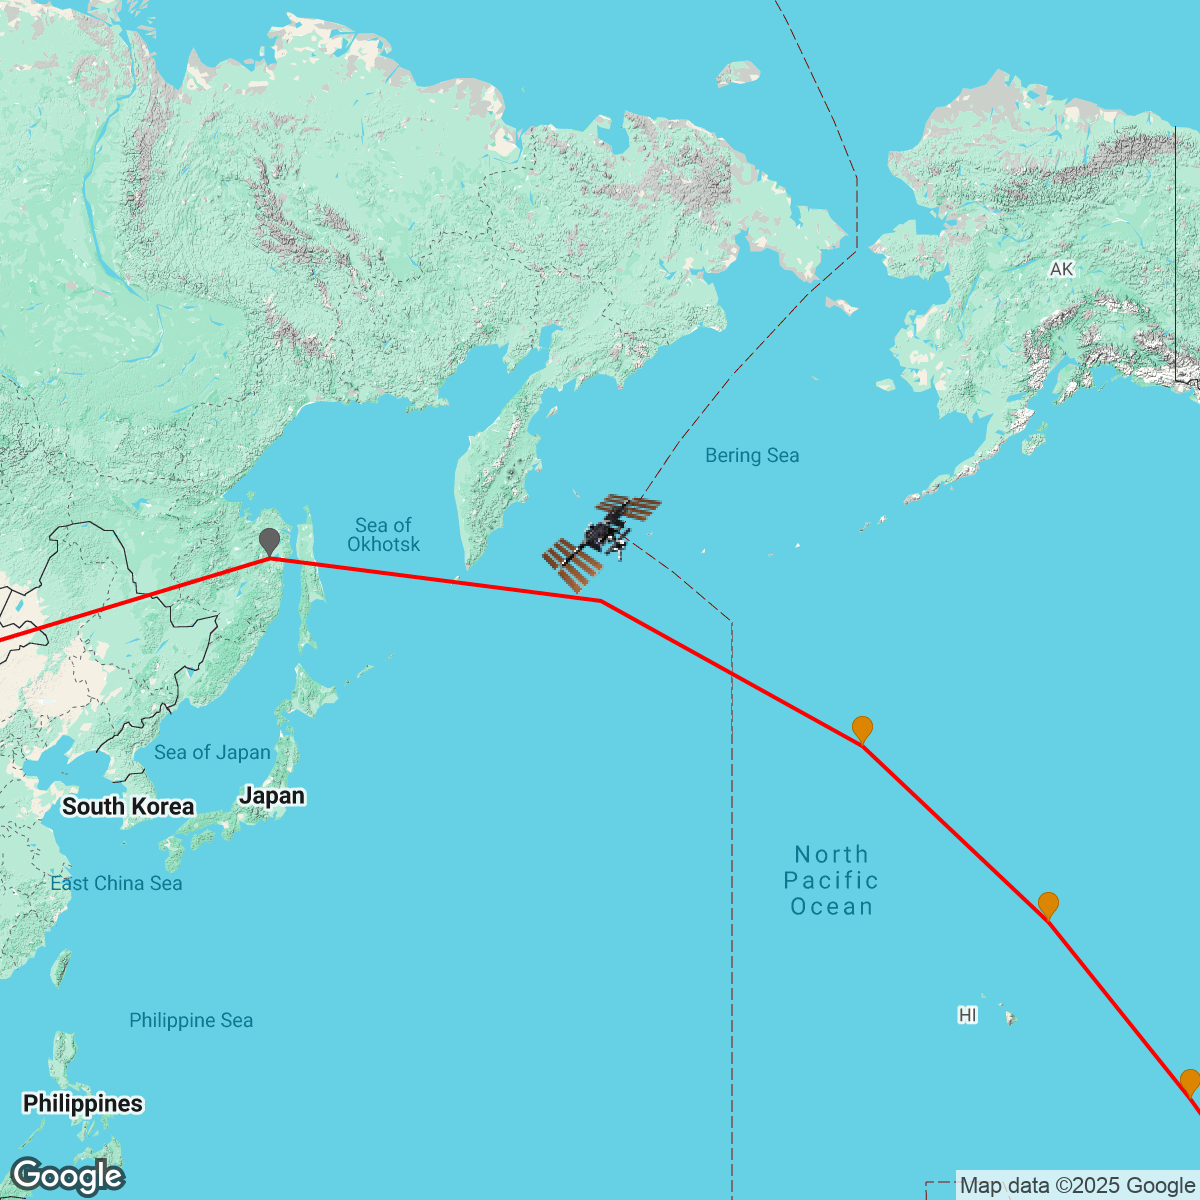 AK
Bering Sea
Sea of
Okhotsk
Sea of Japan
Japan
South Korea
North
Pacific
Ocean
East China Sea
HI
Philippine Sea
Philippines
Google
Map data ©2025 Google